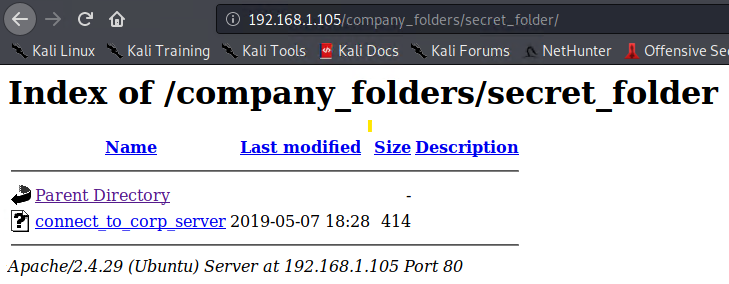 192.168.1.105/company_folders/secret_folder/
Kali Linux Kali Training Kali Tools Kali Docs Kali Forums NetHunter Offensive Se
Index of /company_folders/secret_folder
Name Last modified Size Description
Parent Directory -
connect_to_corp_server 2019-05-07 18:28 414
Apache/2.4.29 (Ubuntu) Server at 192.168.1.105 Port 80